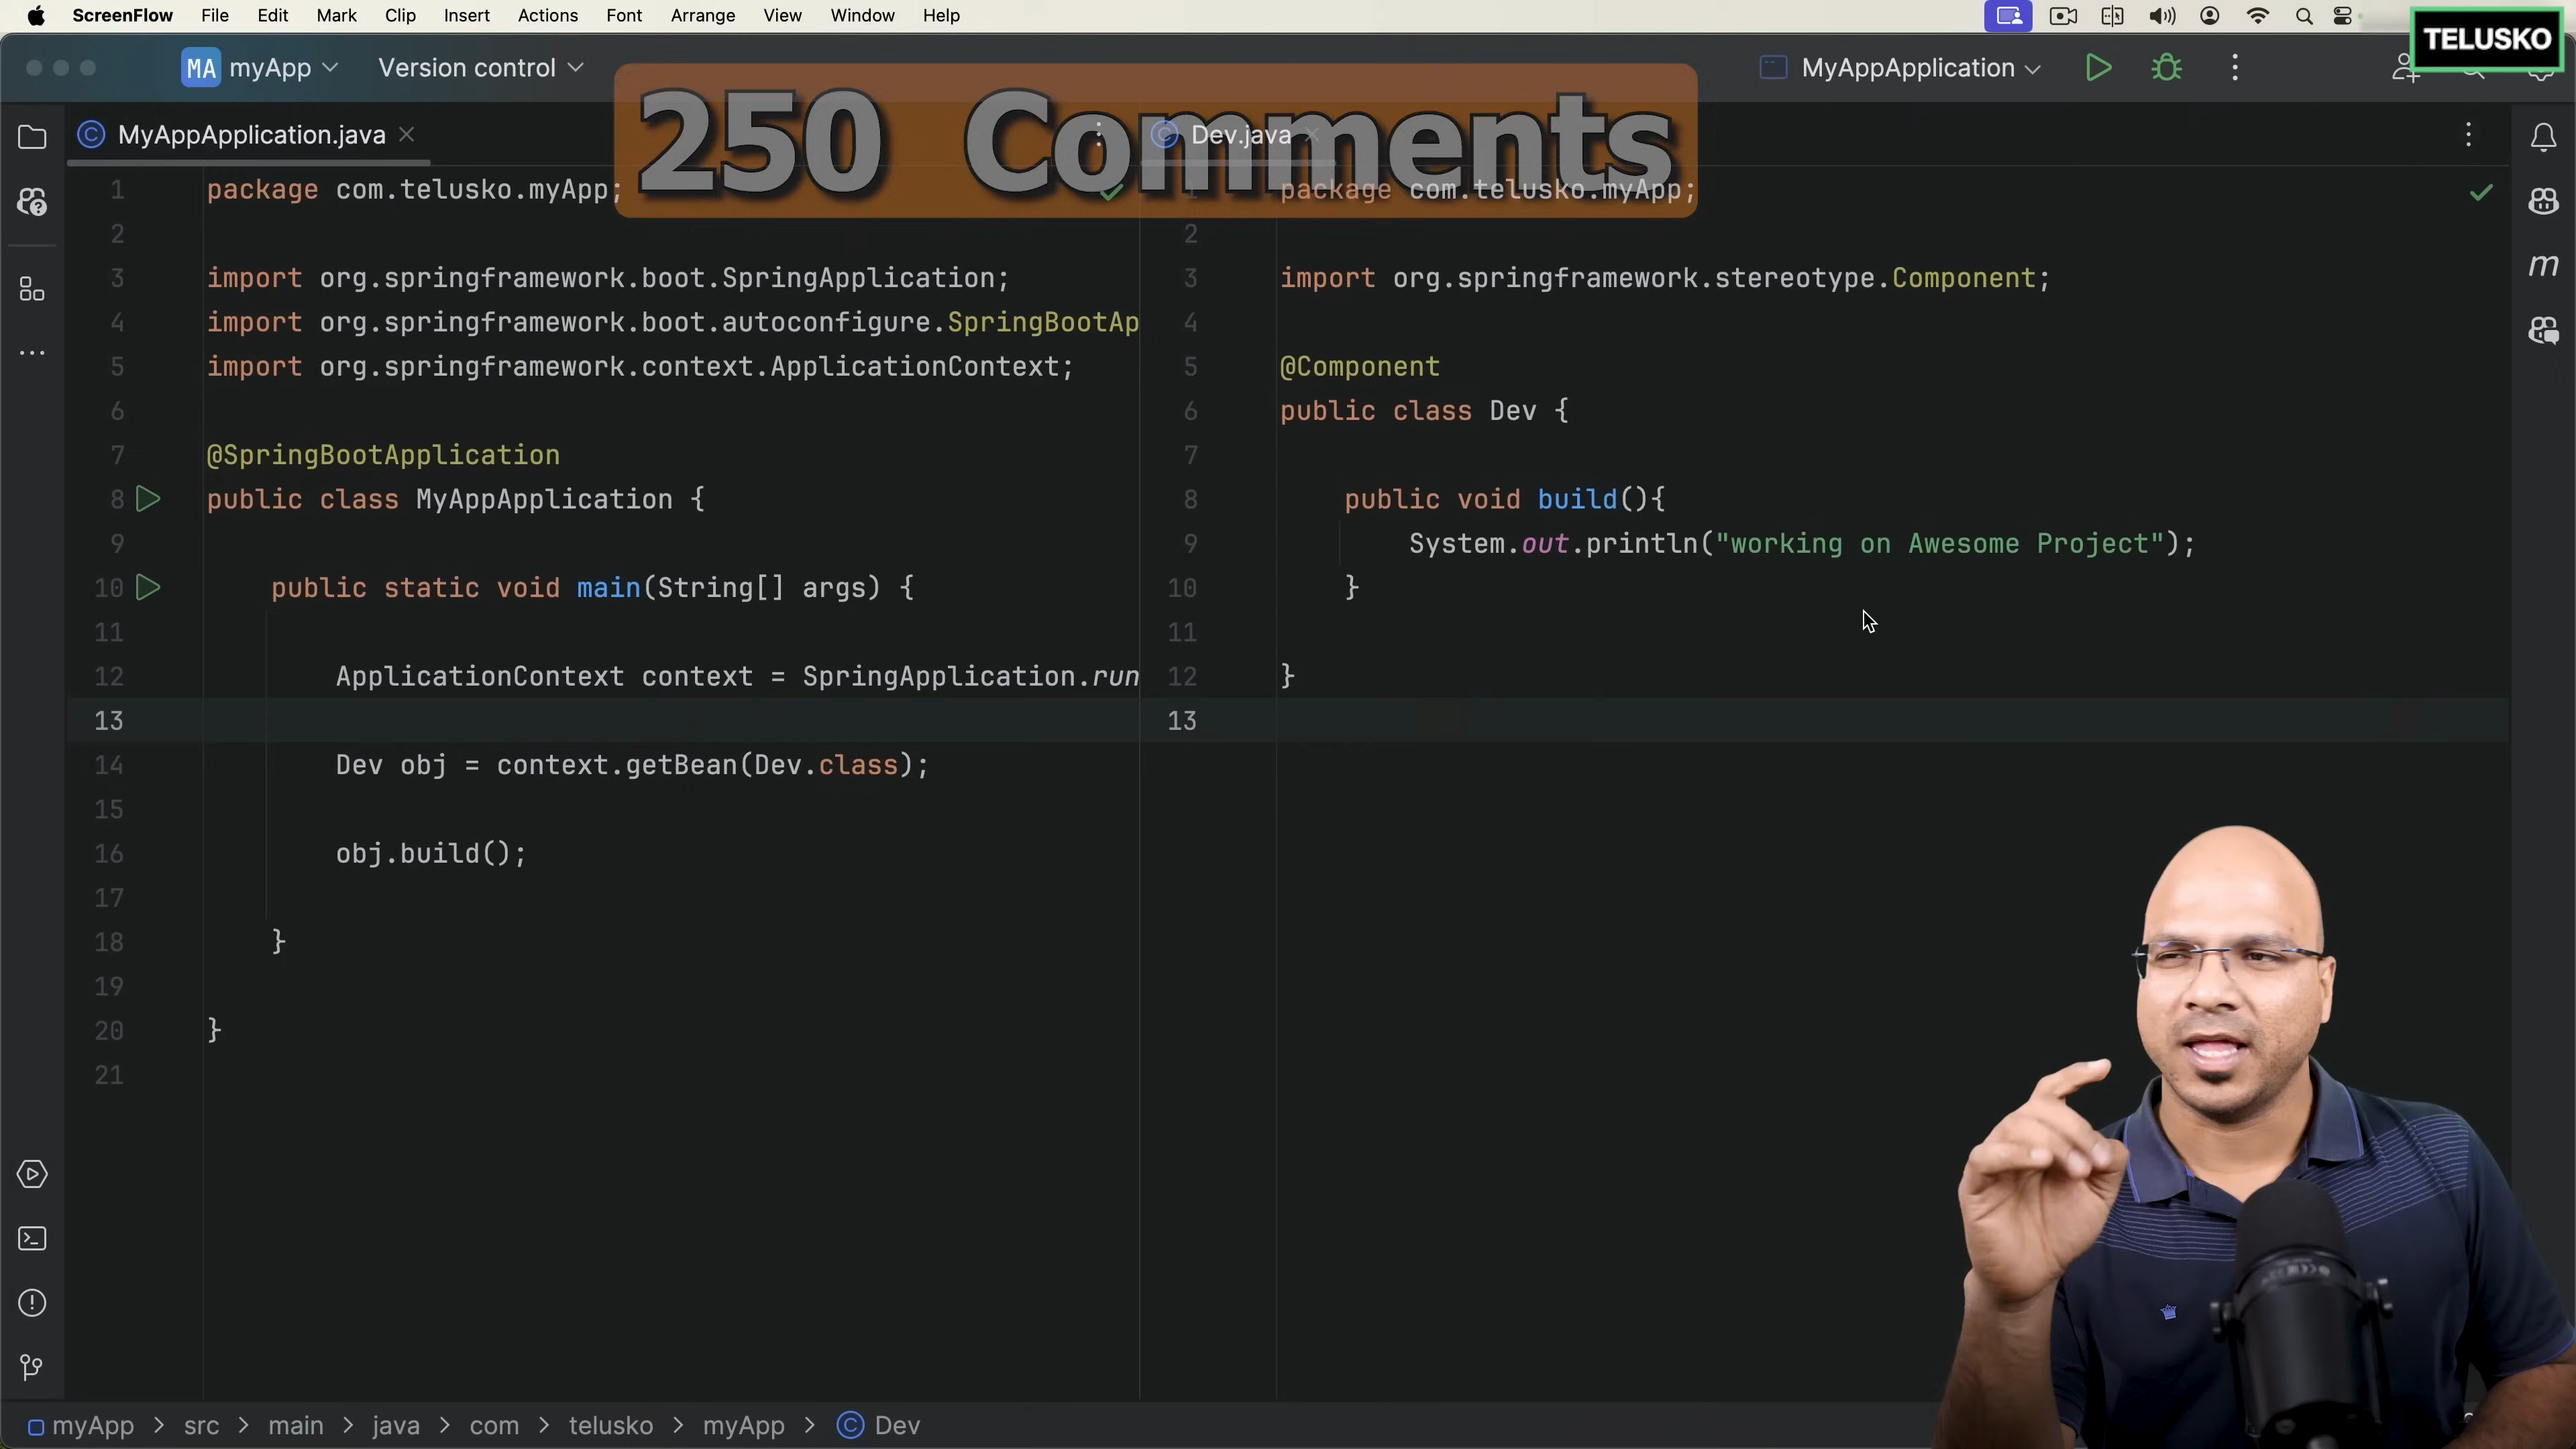 ScreenFlow File Edit Mark Clip Insert Actions Font Arrange View Window Help
TELUSKO
MA myApp Version control MyAppApplication
250 Comments
MyAppApplication.java
1 package com.telusko.myApp;
2
3 import org.springframework.boot.SpringApplication;
4 import org.springframework.boot.autoconfigure.SpringBootAp
5 import org.springframework.context.ApplicationContext;
6
7 @SpringBootApplication
8 public class MyAppApplication {
9
10 public static void main(String[] args) {
11
12 ApplicationContext context = SpringApplication.run
13
14 Dev obj = context.getBean(Dev.class);
15
16 obj.build();
17
18 }
19
20 }
21
Dev.java
1 package com.telusko.myApp;
2
3 import org.springframework.stereotype.Component;
4
5 @Component
6 public class Dev {
7
8 public void build(){
9 System.out.println("working on Awesome Project");
10 }
11
12 }
13
m
myApp > src > main > java > com > telusko > myApp > Dev